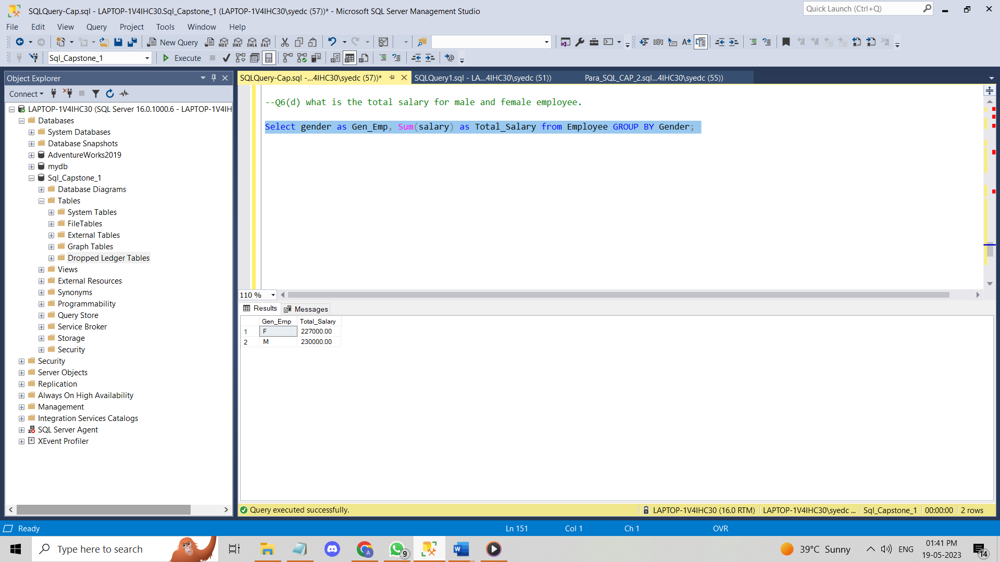 SQLQuery-Cap.sql - LAPTOP-1V4IHC30.Sql_Capstone_1 (LAPTOP-1V4IHC30\syedc (57))* - Microsoft SQL Server Management Studio
Quick Launch (Ctrl+Q)
File Edit View Query Project Tools Window Help
New Query MDX DMX XMLA DAX
Sql_Capstone_1 Execute
Object Explorer
SQLQuery-Cap.sql -...4IHC30\syedc (57))* SQLQuery1.sql - LA...4IHC30\syedc (51)) Para_SQL_CAP_2.sql...4IHC30\syedc (55))
Connect
LAPTOP-1V4IHC30 (SQL Server 16.0.1000.6 - LAPTOP-1V4IH
Databases
System Databases
Database Snapshots
AdventureWorks2019
mydb
Sql_Capstone_1
Database Diagrams
Tables
System Tables
FileTables
External Tables
Graph Tables
Dropped Ledger Tables
Views
External Resources
Synonyms
Programmability
Query Store
Service Broker
Storage
Security
Security
Server Objects
Replication
Always On High Availability
Management
Integration Services Catalogs
SQL Server Agent
XEvent Profiler
--Q6(d) what is the total salary for male and female employee.
Select gender as Gen_Emp, Sum(salary) as Total_Salary from Employee GROUP BY Gender;
110 %
Results Messages
Gen_Emp Total_Salary
1 F 227000.00
2 M 230000.00
Query executed successfully. LAPTOP-1V4IHC30 (16.0 RTM) LAPTOP-1V4IHC30\syedc ... Sql_Capstone_1 00:00:00 2 rows
Ready Ln 151 Col 1 Ch 1 OVR
Type here to search
9
39°C Sunny
ENG
01:41 PM
19-05-2023
14